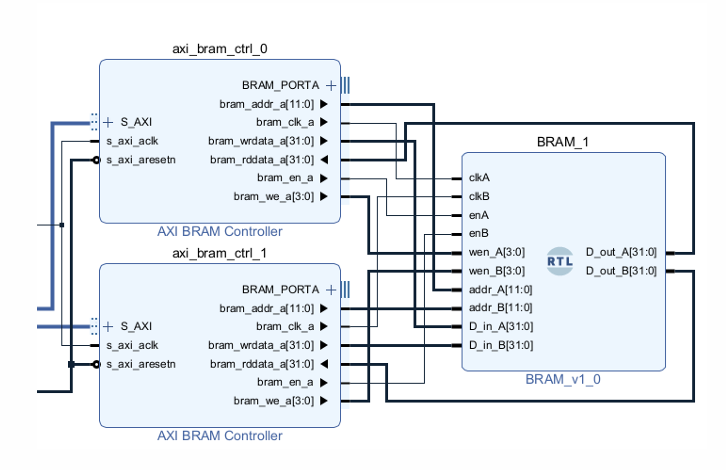 axi_bram_ctrl_0
BRAM_PORTA
bram_addr_a[11:0]
S_AXI
bram_clk_a
s_axi_aclk
bram_wrdata_a[31:0]
s_axi_aresetn
bram_rddata_a[31:0]
bram_en_a
bram_we_a[3:0]
AXI BRAM Controller
axi_bram_ctrl_1
BRAM_PORTA
bram_addr_a[11:0]
S_AXI
bram_clk_a
s_axi_aclk
bram_wrdata_a[31:0]
s_axi_aresetn
bram_rddata_a[31:0]
bram_en_a
bram_we_a[3:0]
AXI BRAM Controller
BRAM_1
clkA
clkB
enA
enB
wen_A[3:0]
wen_B[3:0]
addr_A[11:0]
addr_B[11:0]
D_in_A[31:0]
D_in_B[31:0]
RTL
D_out_A[31:0]
D_out_B[31:0]
BRAM_v1_0